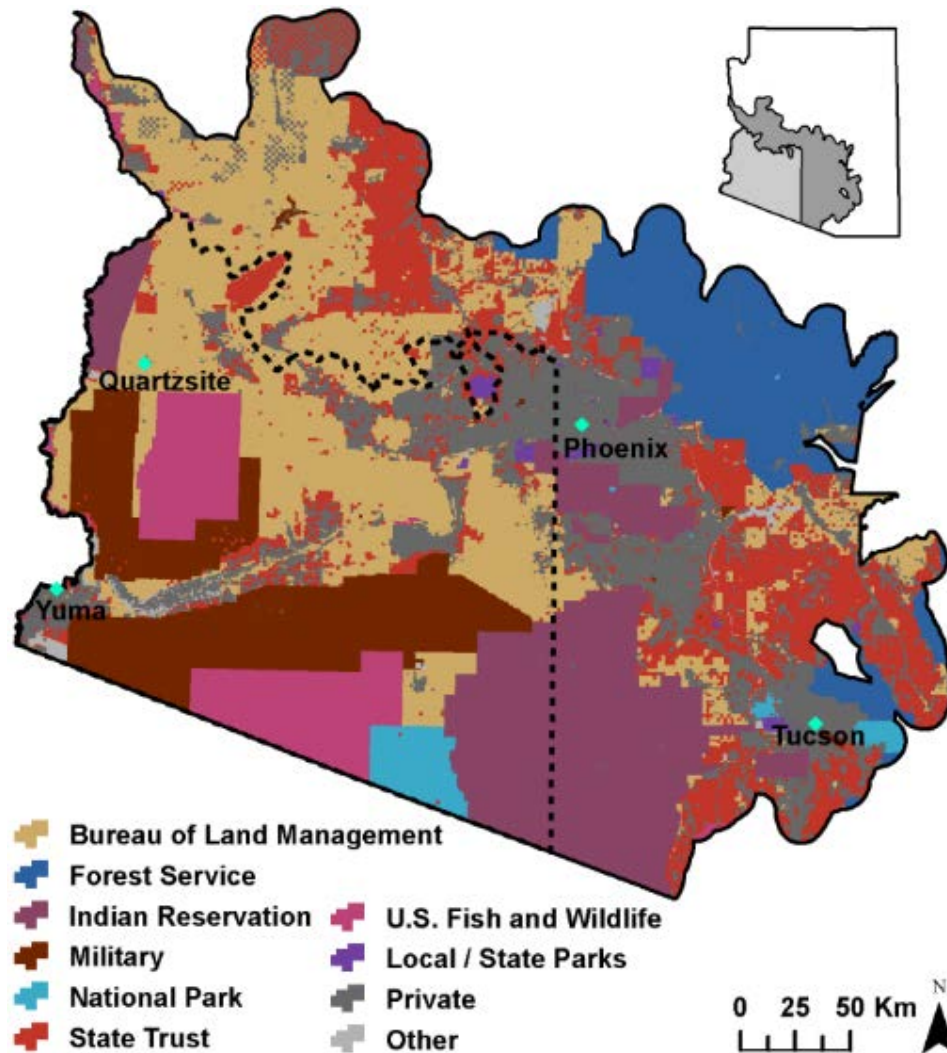 Quartzsite
Phoenix
Yuma
Tucson
Bureau of Land Management
Forest Service
Indian Reservation
Military
National Park
State Trust
U.S. Fish and Wildlife
Local / State Parks
Private
Other
0 25 50 Km
N